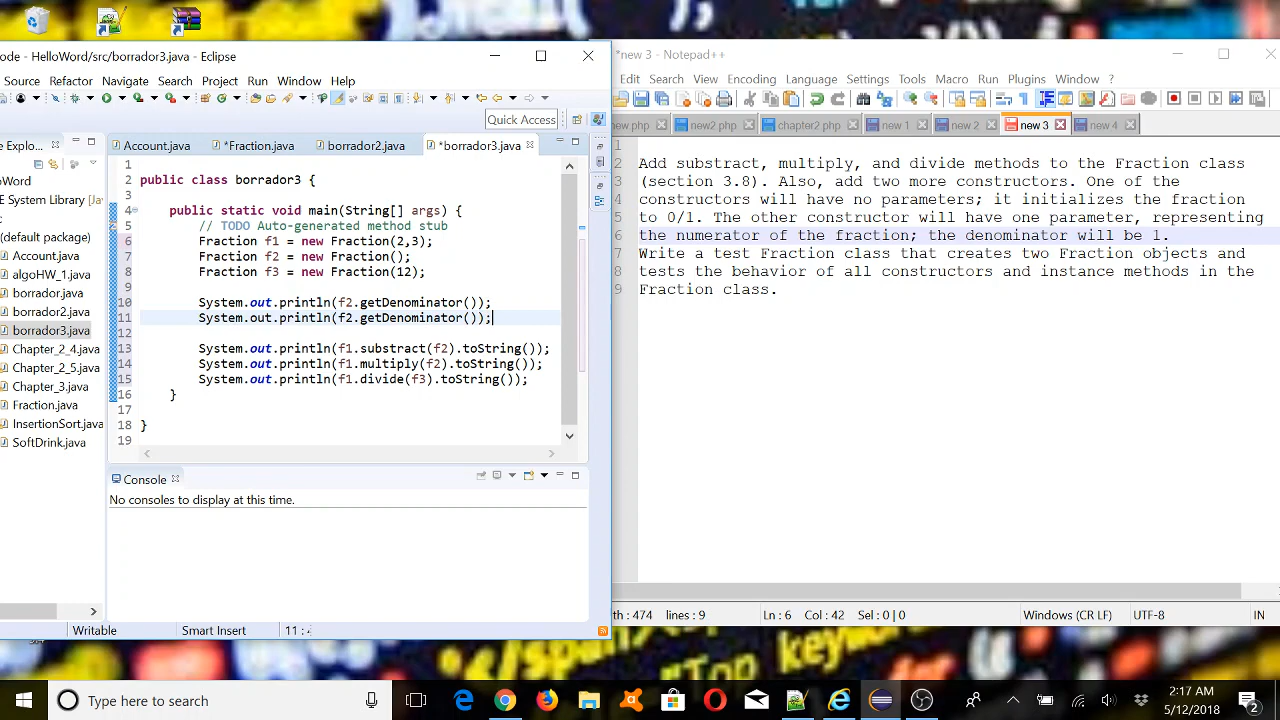 oda - HelloWord/src/borrador3.java - Eclipse
Source Refactor Navigate Search Project Run Window Help
Quick Access
Explo...
Account.java *Fraction.java borrador2.java *borrador3.java
System Library
(default package)
Account.java
algoHW_1.java
borrador.java
borrador2.java
borrador3.java
Chapter_2_4.java
Chapter_2_5.java
Chapter_3.java
Fraction.java
InsertionSort.java
SoftDrink.java
1
2 public class borrador3 {
3
4 public static void main(String[] args) {
5 // TODO Auto-generated method stub
6 Fraction f1 = new Fraction(2,3);
7 Fraction f2 = new Fraction();
8 Fraction f3 = new Fraction(12);
9
10 System.out.println(f2.getDenominator());
11 System.out.println(f2.getDenominator());
12
13 System.out.println(f1.substract(f2).toString());
14 System.out.println(f1.multiply(f2).toString());
15 System.out.println(f1.divide(f3).toString());
16 }
17
18 }
19
Console
No consoles to display at this time.
Writable Smart Insert 11 :
*new 3 - Notepad++
Edit Search View Encoding Language Settings Tools Macro Run Plugins Window ?
new.php new2.php chapter2.php new 1 new 2 new 3 new 4
1
2 Add substract, multiply, and divide methods to the Fraction class
3 (section 3.8). Also, add two more constructors. One of the
4 constructors will have no parameters; it initializes the fraction
5 to 0/1. The other constructor will have one parameter, representing
6 the numerator of the fraction; the denominator will be 1.
7 Write a test Fraction class that creates two Fraction objects and
8 tests the behavior of all constructors and instance methods in the
9 Fraction class.
th : 474 lines : 9 Ln : 6 Col : 42 Sel : 0 | 0 Windows (CR LF) UTF-8 IN
Type here to search
2:17 AM
5/12/2018
2